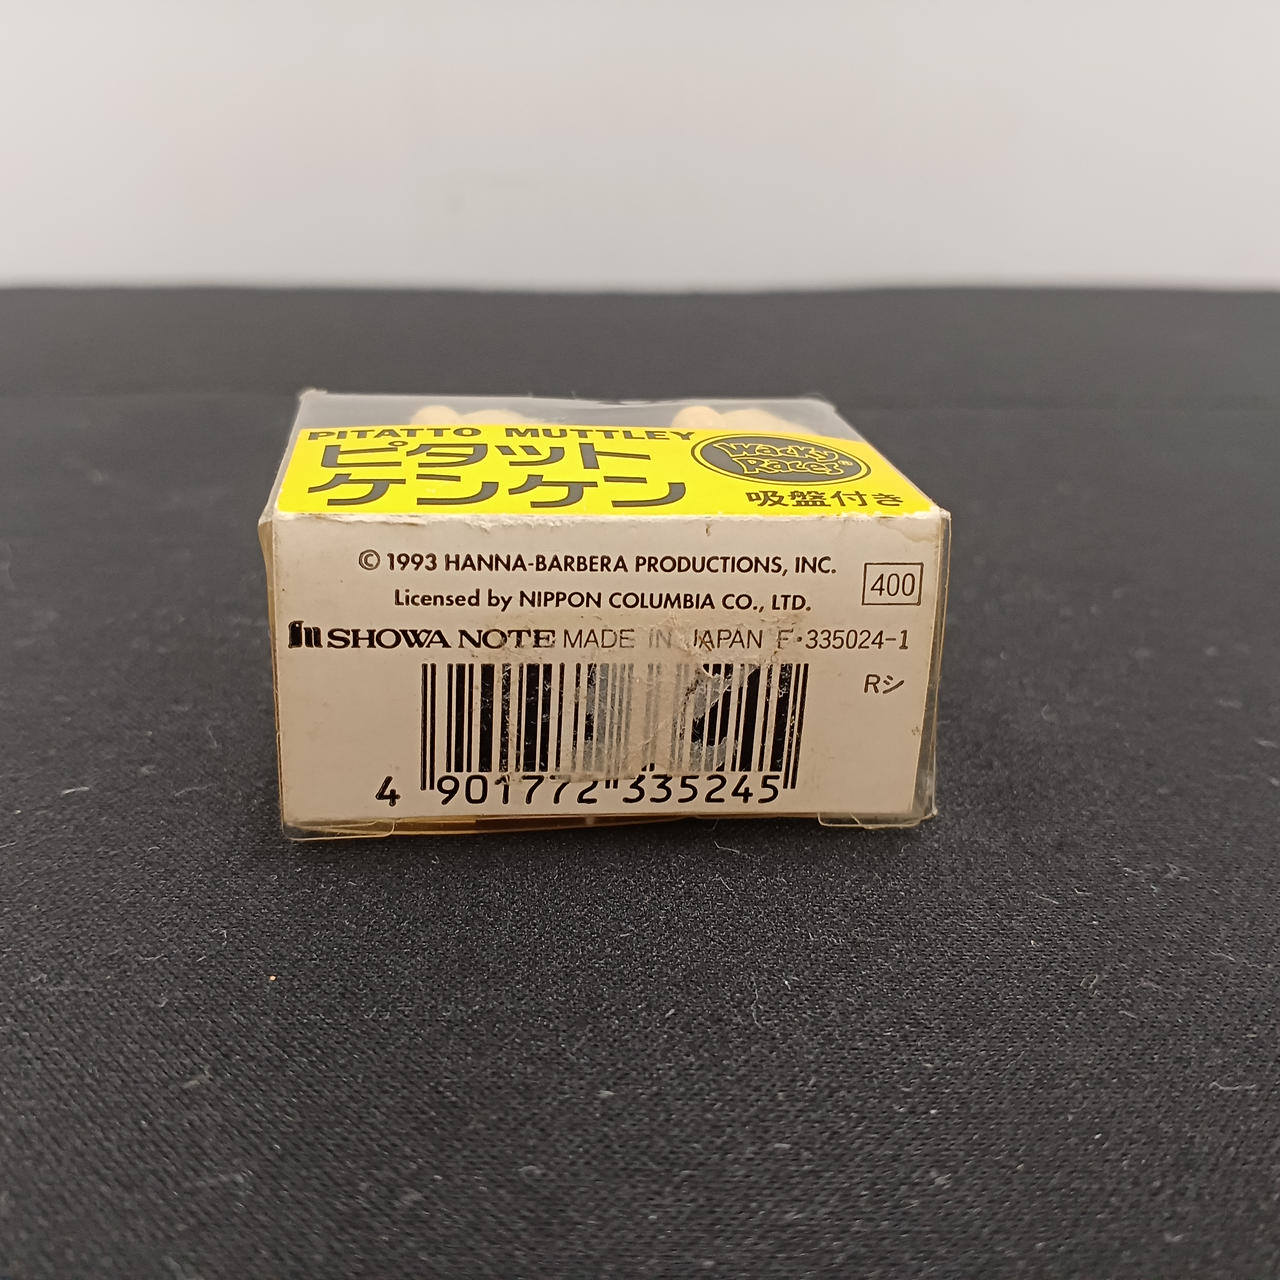 PITATTO MUTTLEY
ピタット
ケンケン
Wacky
Races®
吸盤付き
© 1993 HANNA-BARBERA PRODUCTIONS, INC.
Licensed by NIPPON COLUMBIA CO., LTD.
400
SHOWA NOTE MADE IN JAPAN F・335024-1
Rシ
4 901772 335245